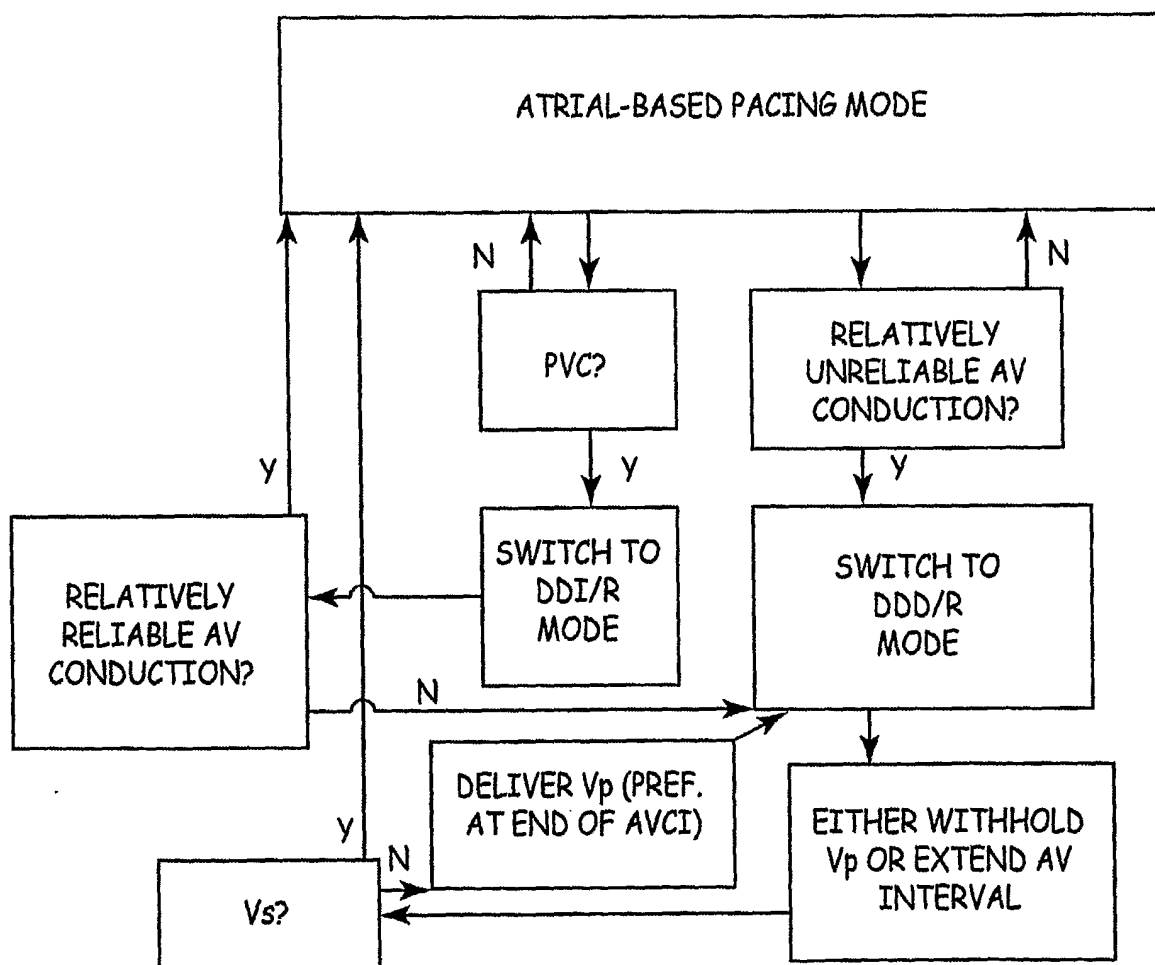 ATRIAL-BASED PACING MODE
N
N
PVC?
RELATIVELY
UNRELIABLE AV
CONDUCTION?
Y
Y
Y
SWITCH TO
DDI/R
MODE
SWITCH TO
DDD/R
MODE
RELATIVELY
RELIABLE AV
CONDUCTION?
N
DELIVER Vp (PREF.
AT END OF AVCI)
EITHER WITHHOLD
Vp OR EXTEND AV
INTERVAL
Y
N
Vs?